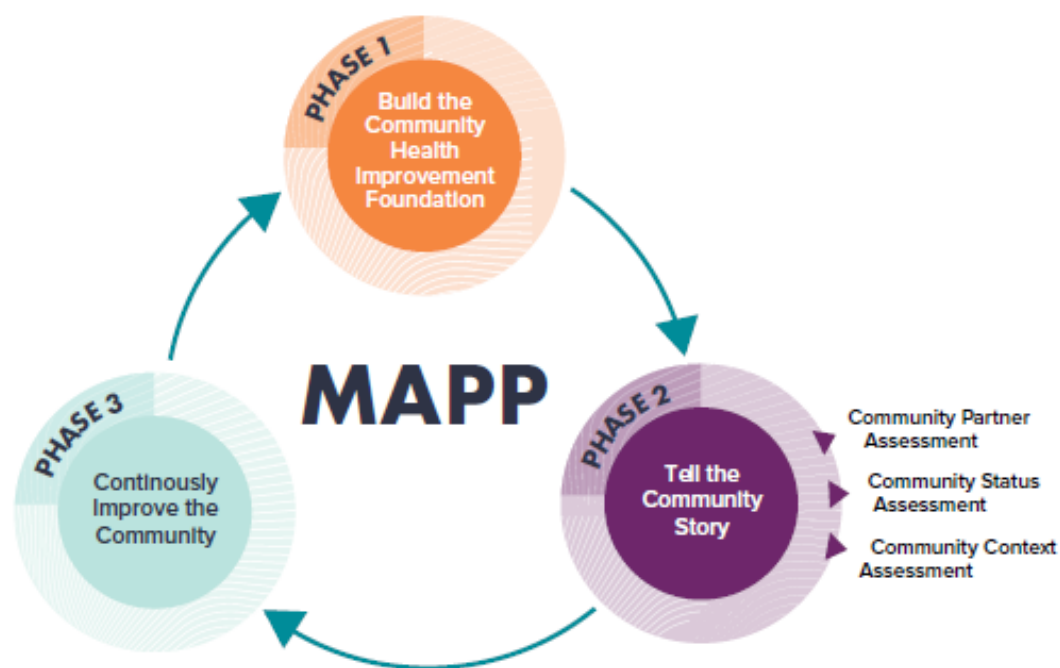 PHASE 1
Build the
Community
Health
Improvement
Foundation
MAPP
PHASE 2
Tell the
Community
Story
Community Partner
Assessment
Community Status
Assessment
Community Context
Assessment
PHASE 3
Continously
Improve the
Community